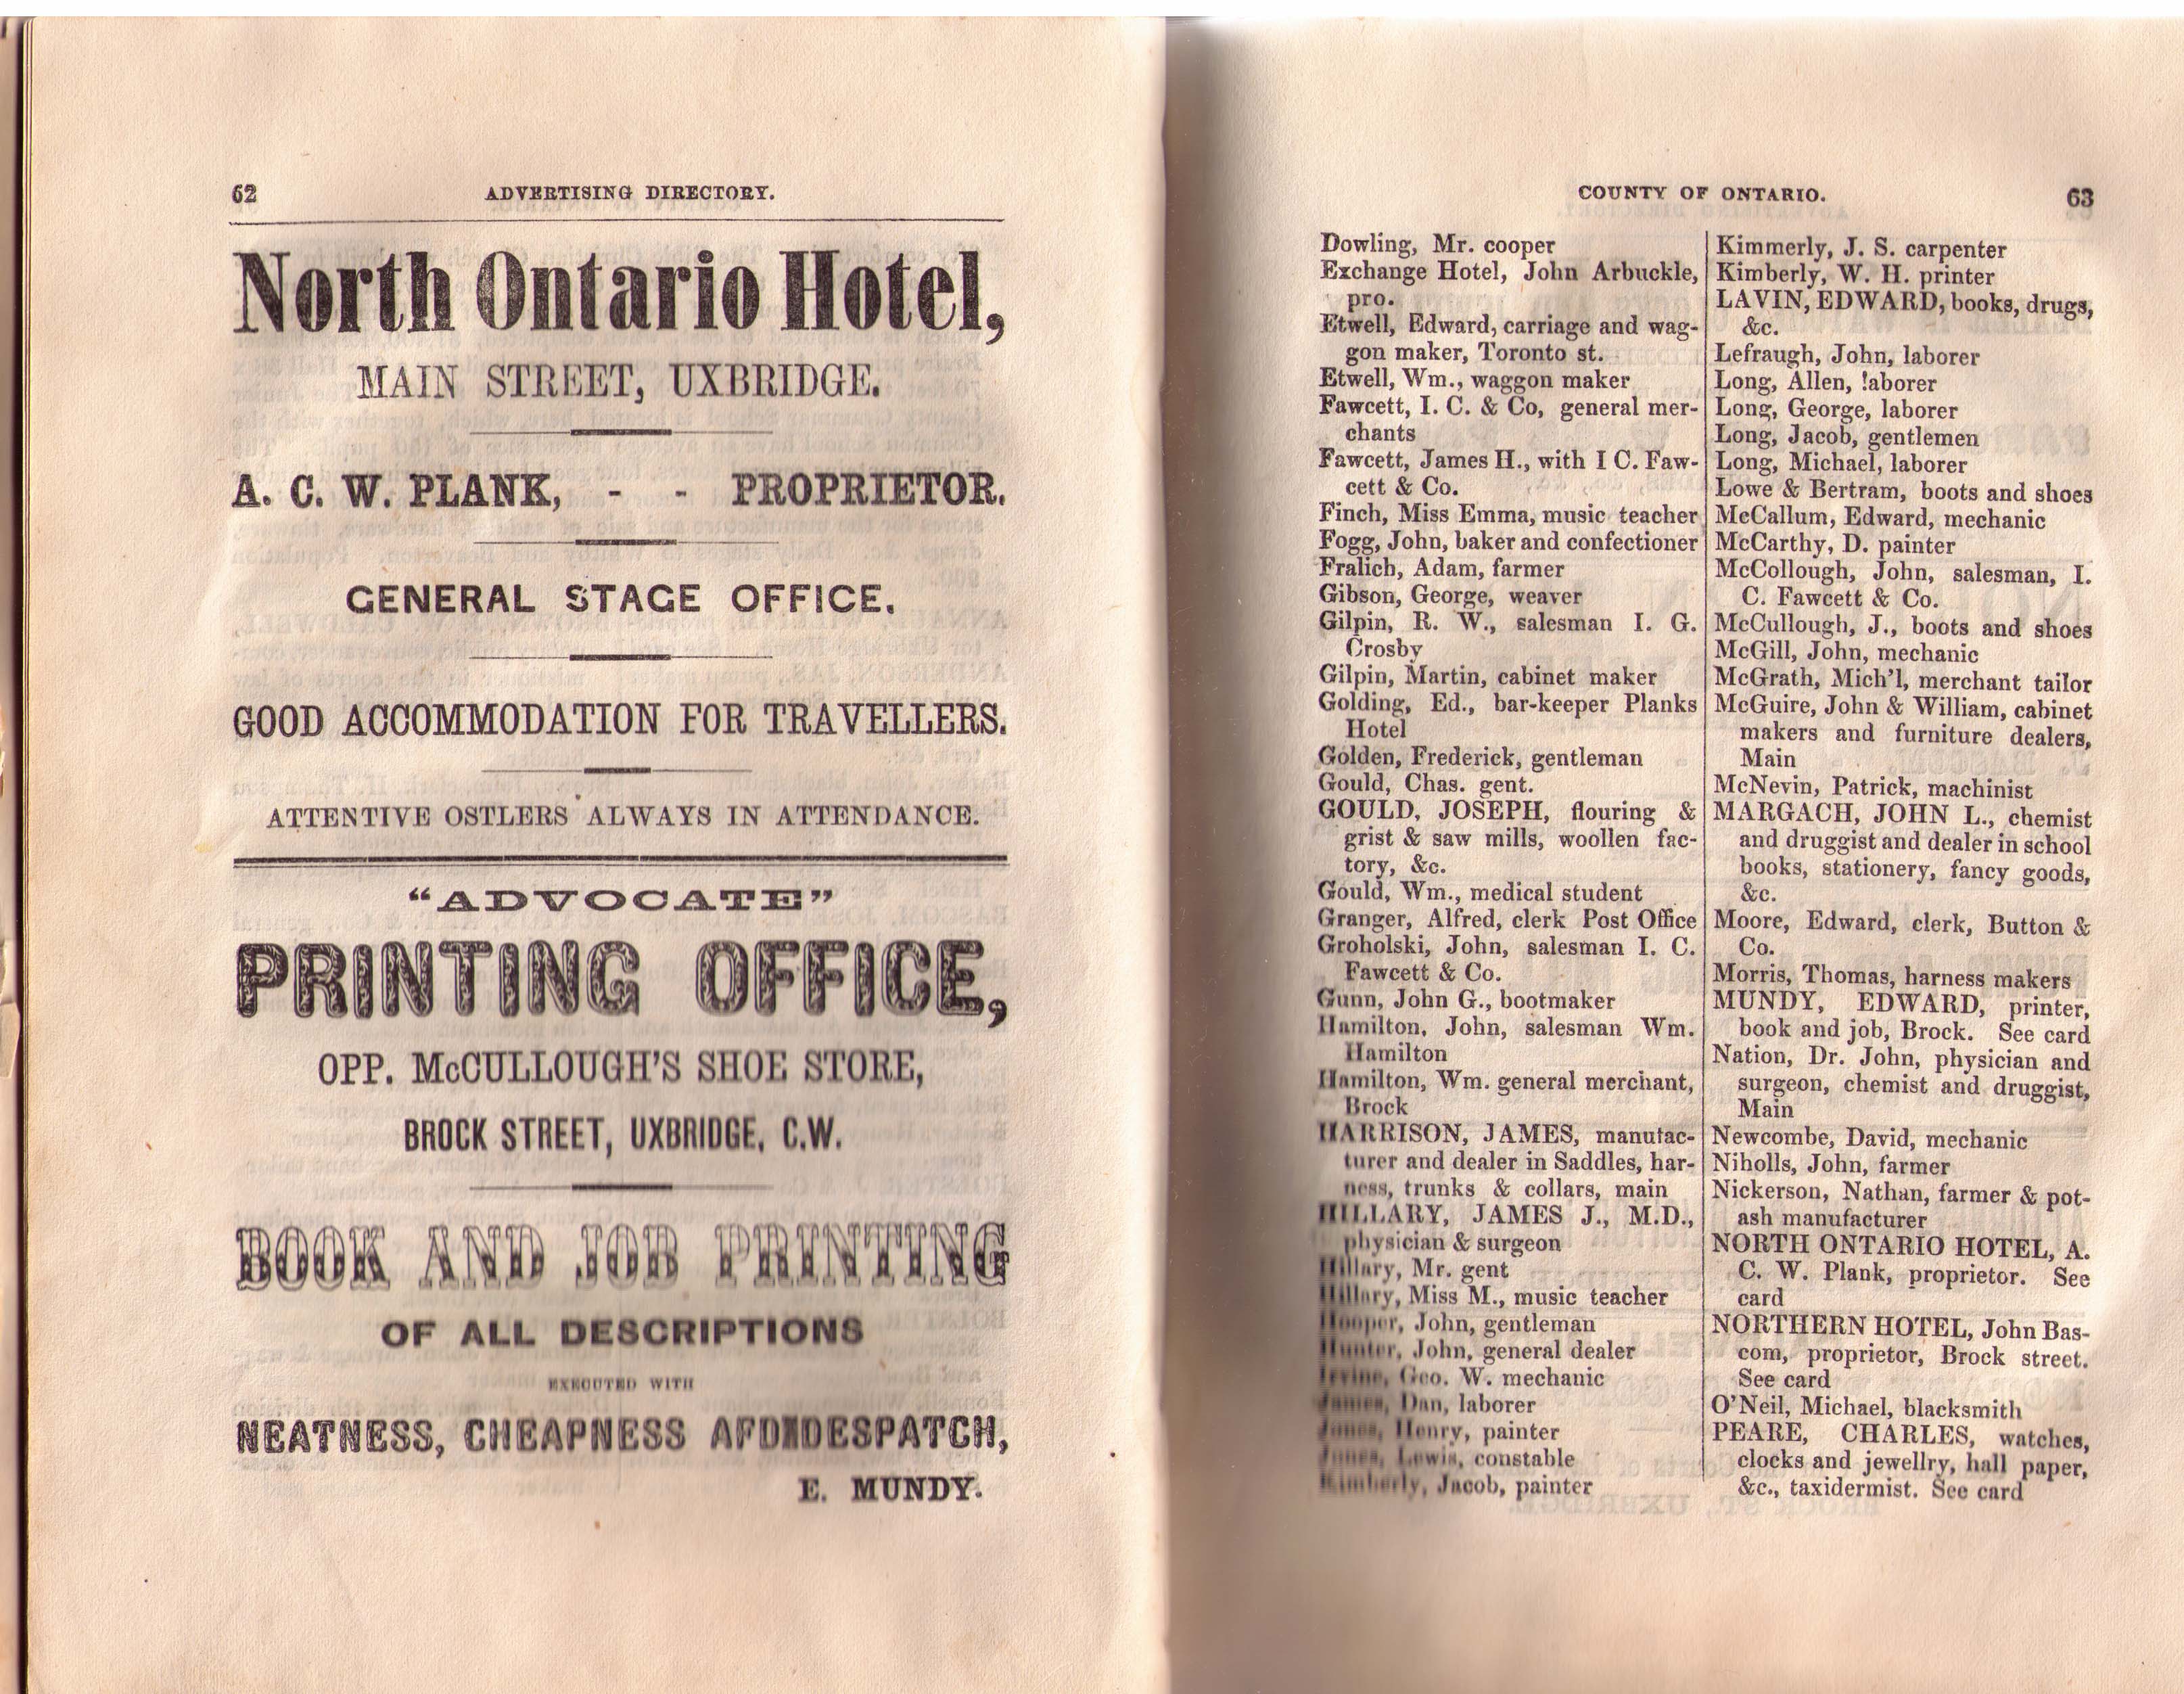 62
ADVERTISING DIRECTORY.
North Ontario Hotel,
MAIN STREET, UXBRIDGE.
A. C. W. PLANK, - - PROPRIETOR.
GENERAL STAGE OFFICE.
GOOD ACCOMMODATION FOR TRAVELLERS.
ATTENTIVE OSTLERS ALWAYS IN ATTENDANCE.
"ADVOCATE"
PRINTING OFFICE,
OPP. McCULLOUGH'S SHOE STORE,
BROCK STREET, UXBRIDGE, C.W.
BOOK AND JOB PRINTING
OF ALL DESCRIPTIONS
EXECUTED WITH
NEATNESS, CHEAPNESS DESPATCH,
E. MUNDY.
COUNTY OF ONTARIO.
63
Dowling, Mr. cooper
Exchange Hotel, John Arbuckle,
pro.
Etwell, Edward, carriage and wag-
gon maker, Toronto st.
Etwell, Wm., waggon maker
Fawcett, I. C. & Co, general mer-
chants
Fawcett, James H., with I C. Faw-
cett & Co.
Finch, Miss Emma, music teacher
Fogg, John, baker and confectioner
Fralich, Adam, farmer
Gibson, George, weaver
Gilpin, R. W., salesman I. G.
Crosby
Gilpin, Martin, cabinet maker
Golding, Ed., bar-keeper Planks
Hotel
Golden, Frederick, gentleman
Gould, Chas. gent.
GOULD, JOSEPH, flouring &
grist & saw mills, woollen fac-
tory, &c.
Gould, Wm., medical student
Granger, Alfred, clerk Post Office
Groholski, John, salesman I. C.
Fawcett & Co.
Gunn, John G., bootmaker
Hamilton, John, salesman Wm.
Hamilton
Hamilton, Wm. general merchant,
Brock
HARRISON, JAMES, manufac-
turer and dealer in Saddles, har-
ness, trunks & collars, main
HILLARY, JAMES J., M.D.,
physician & surgeon
Hillary, Mr. gent
Hillary, Miss M., music teacher
Hooper, John, gentleman
Hunter, John, general dealer
Irvine, Geo. W. mechanic
James, Dan, laborer
Jones, Henry, painter
Jones, Lewis, constable
Kimberly, Jacob, painter
Kimmerly, J. S. carpenter
Kimberly, W. H. printer
LAVIN, EDWARD, books, drugs,
&c.
Lefraugh, John, laborer
Long, Allen, laborer
Long, George, laborer
Long, Jacob, gentlemen
Long, Michael, laborer
Lowe & Bertram, boots and shoes
McCallum, Edward, mechanic
McCarthy, D. painter
McCollough, John, salesman, I.
C. Fawcett & Co.
McCullough, J., boots and shoes
McGill, John, mechanic
McGrath, Mich'l, merchant tailor
McGuire, John & William, cabinet
makers and furniture dealers,
Main
McNevin, Patrick, machinist
MARGACH, JOHN L., chemist
and druggist and dealer in school
books, stationery, fancy goods,
&c.
Moore, Edward, clerk, Button &
Co.
Morris, Thomas, harness makers
MUNDY, EDWARD, printer,
book and job, Brock. See card
Nation, Dr. John, physician and
surgeon, chemist and druggist,
Main
Newcombe, David, mechanic
Niholls, John, farmer
Nickerson, Nathan, farmer & pot-
ash manufacturer
NORTH ONTARIO HOTEL, A.
C. W. Plank, proprietor. See
card
NORTHERN HOTEL, John Bas-
com, proprietor, Brock street.
See card
O'Neil, Michael, blacksmith
PEARE, CHARLES, watches,
clocks and jewellry, hall paper,
&c., taxidermist. See card